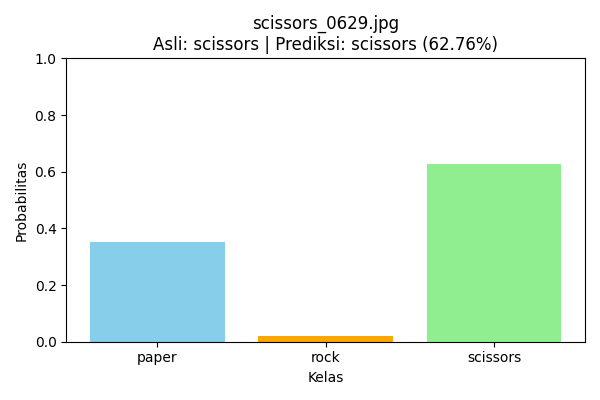 scissors_0629.jpg
Asli: scissors | Prediksi: scissors (62.76%)
1.0
0.8
0.6
0.4
0.2
0.0
Probabilitas
paper
rock
scissors
Kelas